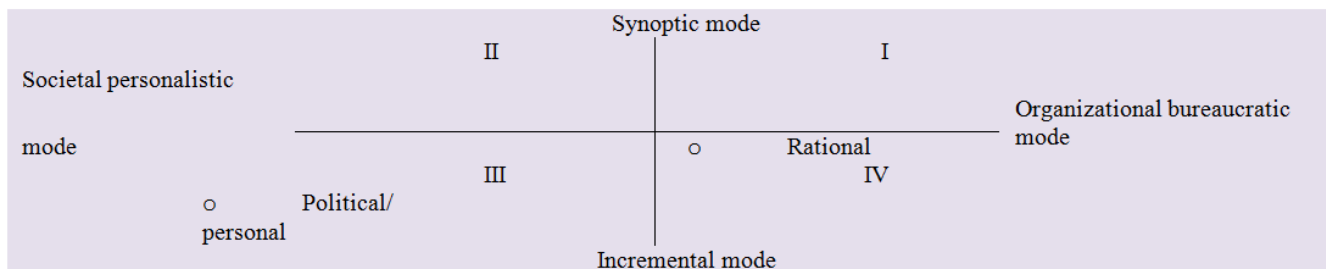 Synoptic mode
II I
Societal personalistic
Organizational bureaucratic
mode
mode
Rational
III IV
Political/
personal
Incremental mode